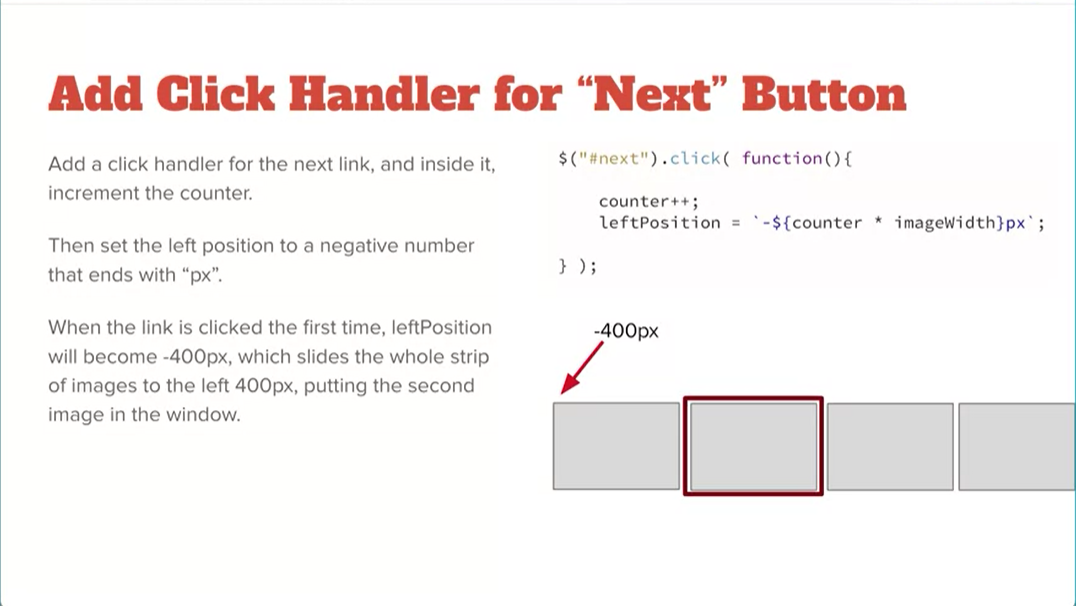 Add Click Handler for “Next” Button
Add a click handler for the next link, and inside it,
increment the counter.
Then set the left position to a negative number
that ends with “px”.
When the link is clicked the first time, leftPosition
will become -400px, which slides the whole strip
of images to the left 400px, putting the second
image in the window.
$("#next").click( function(){
counter++;
leftPosition = `-${counter * imageWidth}px`;
} );
-400px